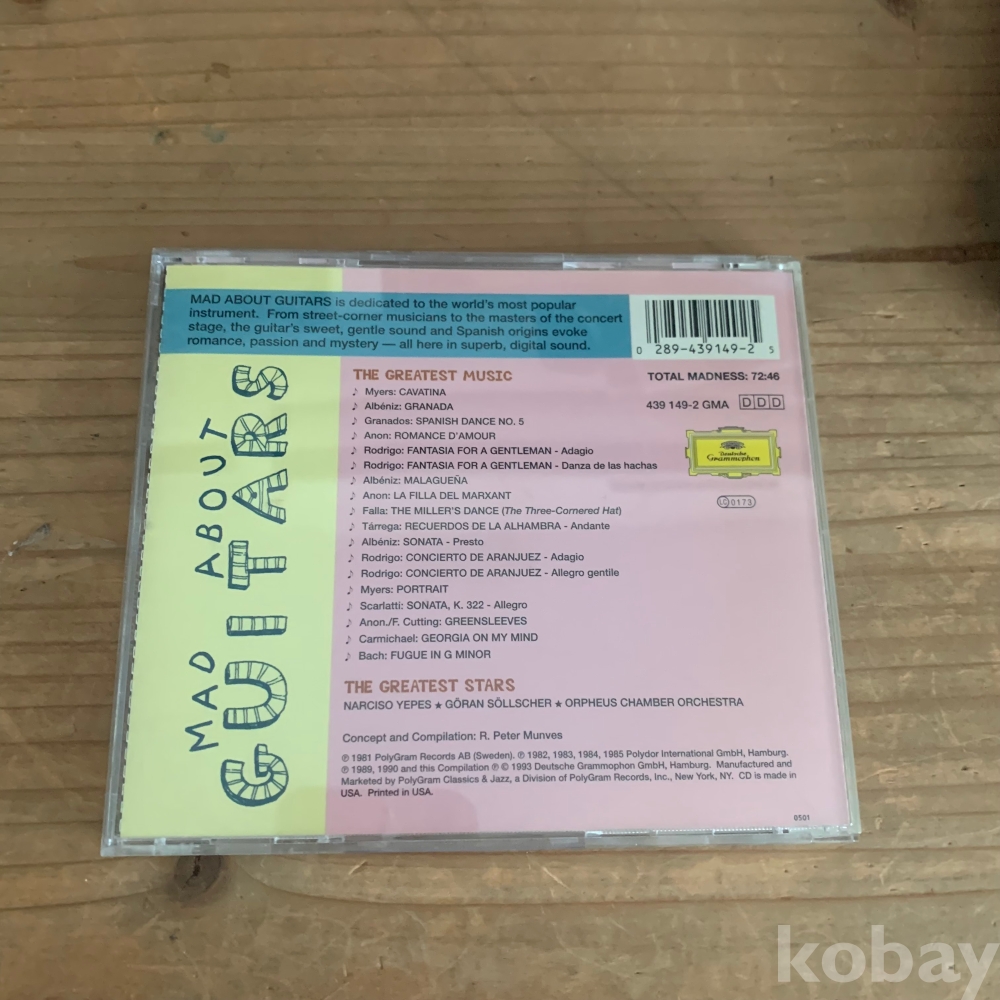 MAD ABOUT GUITARS is dedicated to the world's most popular
instrument. From street-corner musicians to the masters of the concert
stage, the guitar's sweet, gentle sound and Spanish origins evoke
romance, passion and mystery — all here in superb, digital sound.
0 289-439149-2 5
MAD ABOUT
GUITARS
THE GREATEST MUSIC
♪ Myers: CAVATINA
♪ Albéniz: GRANADA
♪ Granados: SPANISH DANCE NO. 5
♪ Anon: ROMANCE D'AMOUR
♪ Rodrigo: FANTASIA FOR A GENTLEMAN - Adagio
♪ Rodrigo: FANTASIA FOR A GENTLEMAN - Danza de las hachas
♪ Albéniz: MALAGUEÑA
♪ Anon: LA FILLA DEL MARXANT
♪ Falla: THE MILLER'S DANCE (The Three-Cornered Hat)
♪ Tárrega: RECUERDOS DE LA ALHAMBRA - Andante
♪ Albéniz: SONATA - Presto
♪ Rodrigo: CONCIERTO DE ARANJUEZ - Adagio
♪ Rodrigo: CONCIERTO DE ARANJUEZ - Allegro gentile
♪ Myers: PORTRAIT
♪ Scarlatti: SONATA, K. 322 - Allegro
♪ Anon./F. Cutting: GREENSLEEVES
♪ Carmichael: GEORGIA ON MY MIND
♪ Bach: FUGUE IN G MINOR
TOTAL MADNESS: 72:46
439 149-2 GMA DDD
Deutsche
Grammophon
LC 0173
THE GREATEST STARS
NARCISO YEPES ★ GÖRAN SÖLLSCHER ★ ORPHEUS CHAMBER ORCHESTRA
Concept and Compilation: R. Peter Munves
℗ 1981 PolyGram Records AB (Sweden). ℗ 1982, 1983, 1984, 1985 Polydor International GmbH, Hamburg.
℗ 1989, 1990 and this Compilation ℗ © 1993 Deutsche Grammophon GmbH, Hamburg. Manufactured and
Marketed by PolyGram Classics & Jazz, a Division of PolyGram Records, Inc., New York, NY. CD is made in
USA. Printed in USA.
0501
kobay